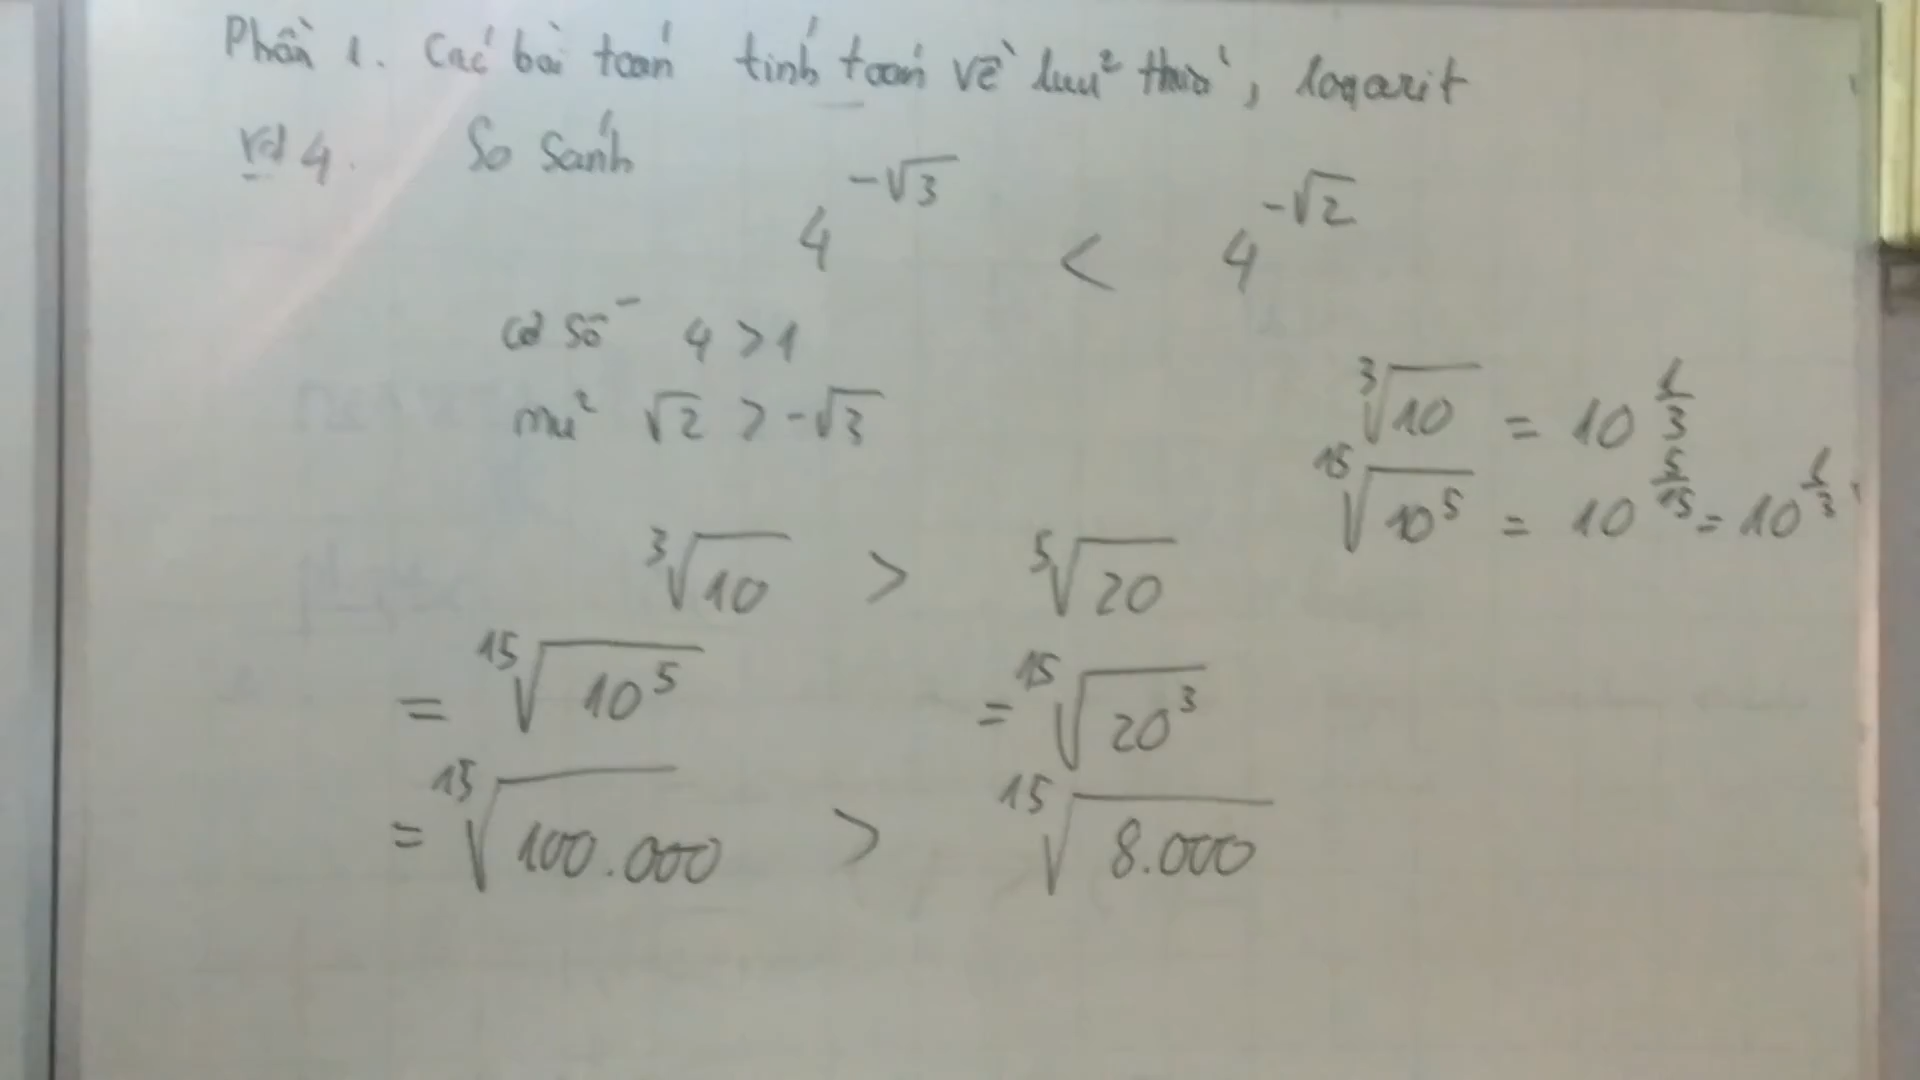 Phần 1. Các bài toán tính toán về luỹ thừa, logarit
Vd 4. So sánh
4^{-√3} < 4^{-√2}
cơ số 4 > 1
mũ √2 > -√3
∛10 = 10^{1/3}
¹⁵√(10⁵) = 10^{5/15} = 10^{1/3}
∛10 > ⁵√20
= ¹⁵√(10⁵) = ¹⁵√(20³)
= ¹⁵√(100.000) > ¹⁵√(8.000)